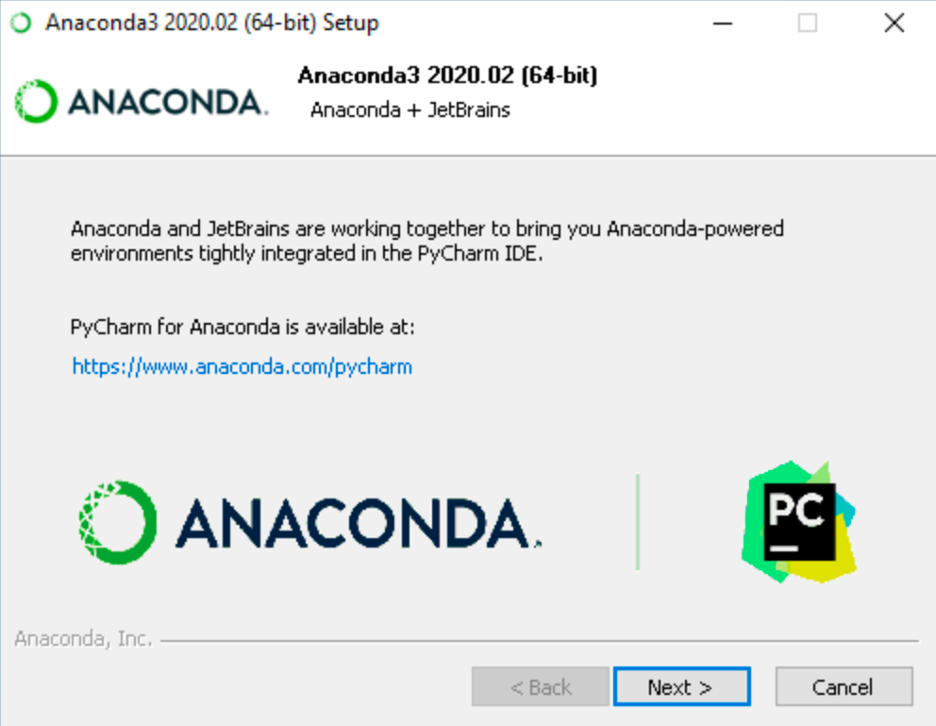 Anaconda3 2020.02 (64-bit) Setup
ANACONDA.
Anaconda3 2020.02 (64-bit)
Anaconda + JetBrains
Anaconda and JetBrains are working together to bring you Anaconda-powered
environments tightly integrated in the PyCharm IDE.
PyCharm for Anaconda is available at:
https://www.anaconda.com/pycharm
ANACONDA.
PC
Anaconda, Inc.
< Back
Next >
Cancel